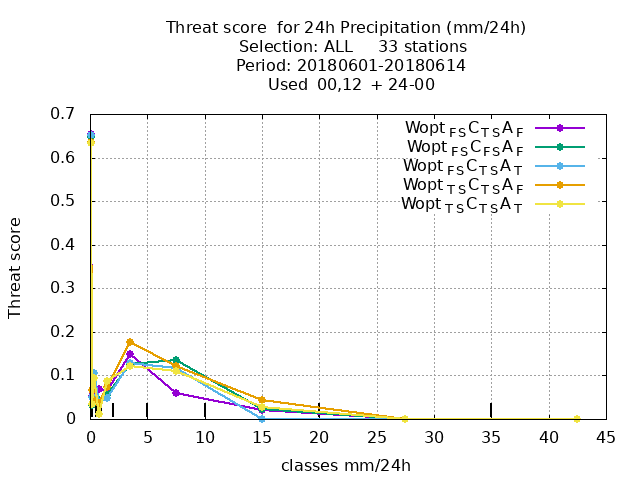 Threat score  for 24h Precipitation (mm/24h)
Selection: ALL     33 stations
Period: 20180601-20180614
Used  00,12  + 24-00
Threat score
0.7
0.6
0.5
0.4
0.3
0.2
0.1
0
Wopt FS C TS A F
Wopt FS C FS A F
Wopt FS C TS A T
Wopt TS C TS A F
Wopt TS C TS A T
0 5 10 15 20 25 30 35 40 45
classes mm/24h